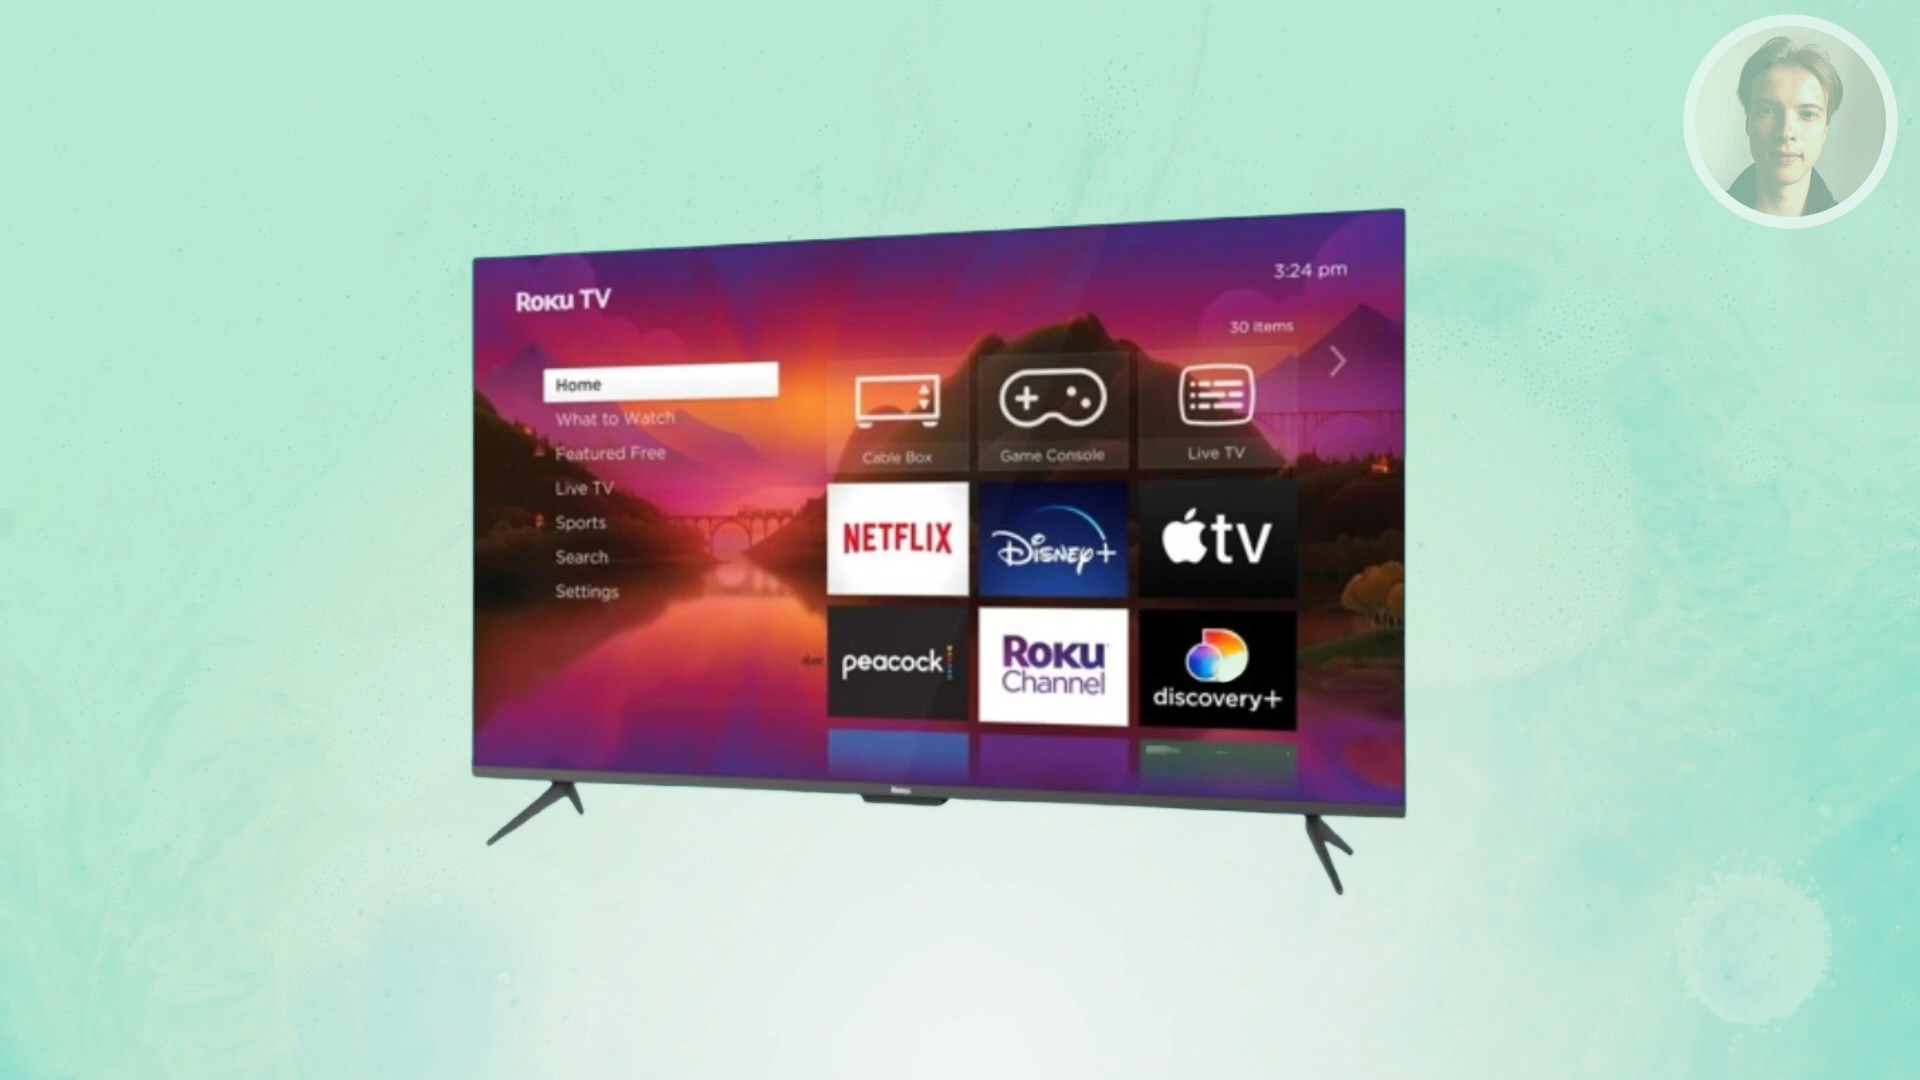 Roku TV
3:24 pm
30 items
Home
What to Watch
Featured Free
Live TV
Sports
Search
Settings
Cable Box
Game Console
Live TV
NETFLIX
Disney+
tv
peacock
Roku
Channel
discovery+
Roku